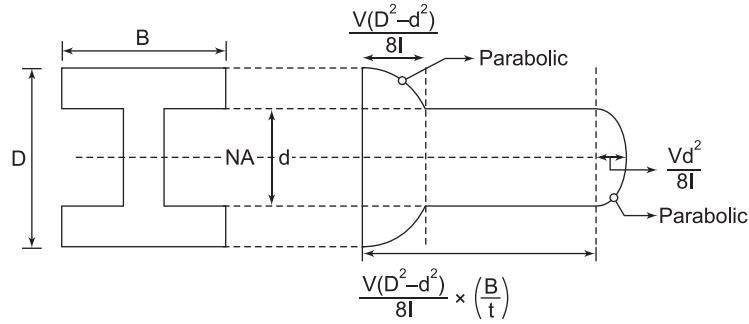 B
V(D²–d²)
8I
Parabolic
D
NA
d
Vd²
8I
Parabolic
V(D²–d²)
8I
×
(B
t)